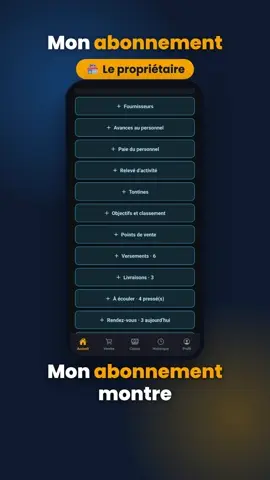 Mon abonnement
Le propriétaire
+ Fournisseurs
+ Avances au personnel
+ Paie du personnel
+ Relevé d'activité
+ Tontines
+ Objectifs et classement
+ Points de vente
+ Versements · 6
+ Livraisons · 3
+ À écouter · 4 pressé(s)
+ Rendez-vous · 3 aujourd'hui
Accueil
Ventes
Caisse
Historique
Profil
Mon abonnement
montre